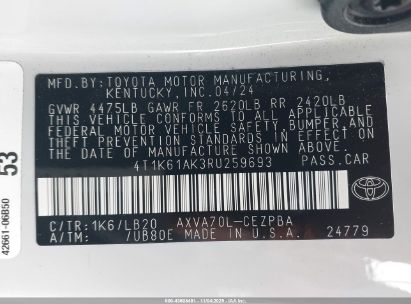 MFD.BY: TOYOTA MOTOR MANUFACTURING,
KENTUCKY, INC. 04/24
GVWR 4475LB GAWR FR 2620LB RR 2420LB
THIS VEHICLE CONFORMS TO ALL APPLICABLE
FEDERAL MOTOR VEHICLE SAFETY, BUMPER AND
THEFT PREVENTION STANDARDS IN EFFECT ON
THE DATE OF MANUFACTURE SHOWN ABOVE.
4T1K61AK3RU259693 PASS.CAR
C/TR: 1K6/LB20 AXVA70L-CEZPBA
A/TM: /UB80E MADE IN U.S.A. 24779
TOYOTA
42661-06B50
53